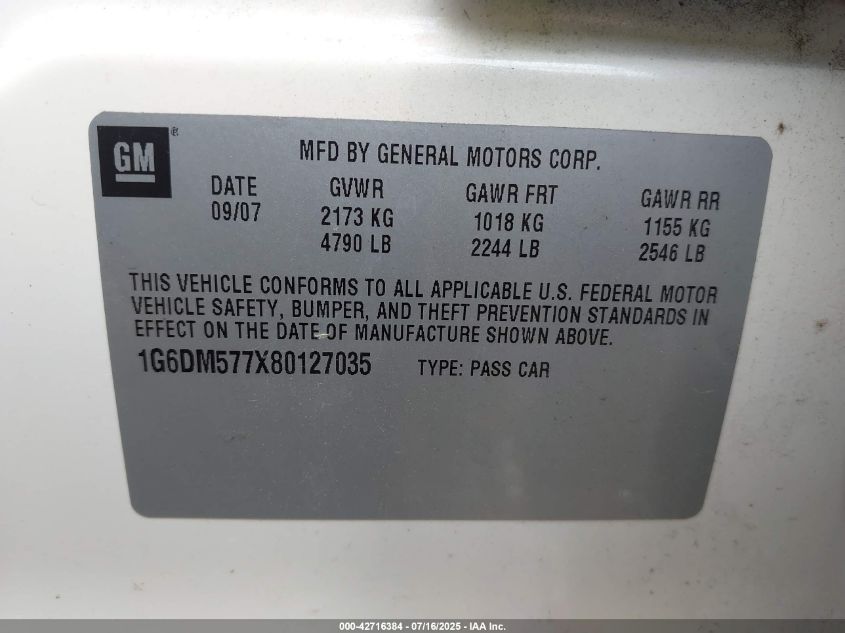 GM®
MFD BY GENERAL MOTORS CORP.
DATE GVWR GAWR FRT GAWR RR
09/07 2173 KG 1018 KG 1155 KG
4790 LB 2244 LB 2546 LB
THIS VEHICLE CONFORMS TO ALL APPLICABLE U.S. FEDERAL MOTOR
VEHICLE SAFETY, BUMPER, AND THEFT PREVENTION STANDARDS IN
EFFECT ON THE DATE OF MANUFACTURE SHOWN ABOVE.
1G6DM577X80127035 TYPE: PASS CAR
000-42716384 - 07/16/2025 - IAA Inc.